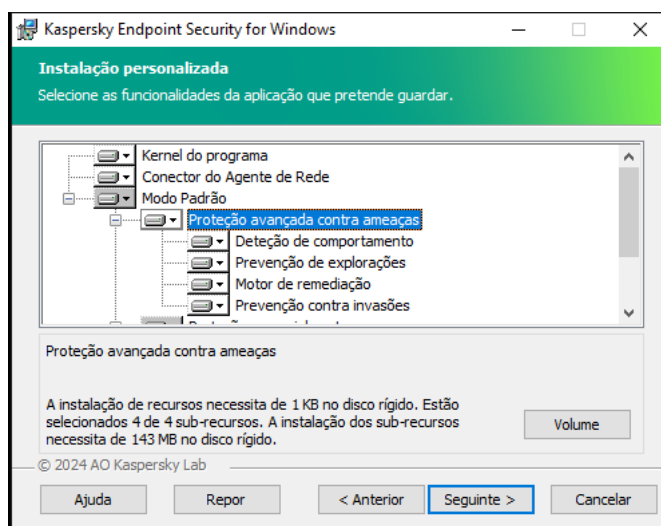 Kaspersky Endpoint Security for Windows
Instalação personalizada
Selecione as funcionalidades da aplicação que pretende guardar.
Kernel do programa
Conector do Agente de Rede
Modo Padrão
Proteção avançada contra ameaças
Deteção de comportamento
Prevenção de explorações
Motor de remediação
Prevenção contra invasões
Proteção avançada contra ameaças
A instalação de recursos necessita de 1 KB no disco rígido. Estão
selecionados 4 de 4 sub-recursos. A instalação dos sub-recursos
necessita de 143 MB no disco rígido.
Volume
© 2024 AO Kaspersky Lab
Ajuda
Repor
< Anterior
Seguinte >
Cancelar